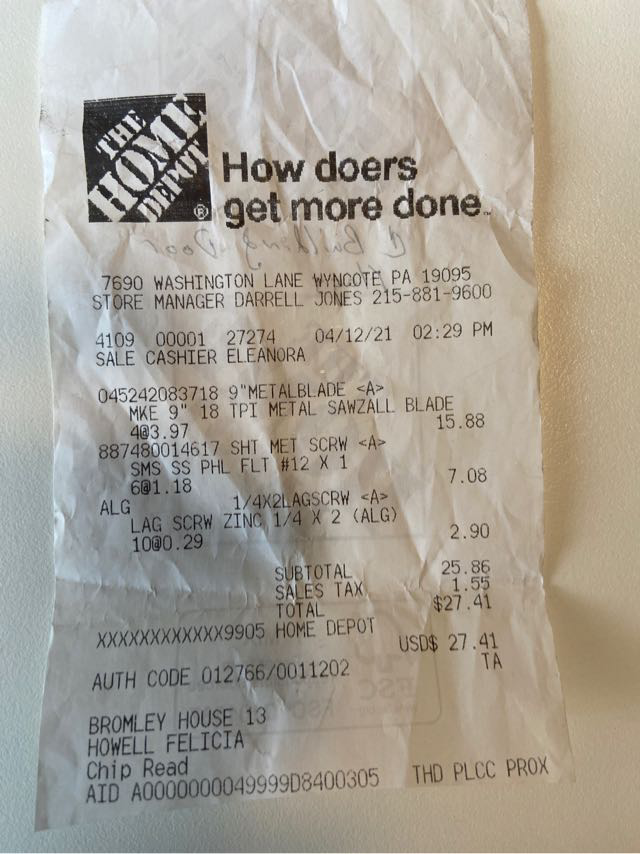 THE
HOME
DEPOT
®
How doers
get more done™
7690 WASHINGTON LANE WYNCOTE PA 19095
STORE MANAGER DARRELL JONES 215-881-9600
4109 00001 27274 04/12/21 02:29 PM
SALE CASHIER ELEANORA
045242083718 9"METALBLADE <A>
MKE 9" 18 TPI METAL SAWZALL BLADE
4@3.97 15.88
887480014617 SHT MET SCRW <A>
SMS SS PHL FLT #12 X 1
6@1.18 7.08
ALG 1/4X2LAGSCRW <A>
LAG SCRW ZINC 1/4 X 2 (ALG)
10@0.29 2.90
SUBTOTAL 25.86
SALES TAX 1.55
TOTAL $27.41
XXXXXXXXXXXX9905 HOME DEPOT
USD$ 27.41
AUTH CODE 012766/0011202 TA
BROMLEY HOUSE 13
HOWELL FELICIA
Chip Read
AID A0000000049999D8400305 THD PLCC PROX